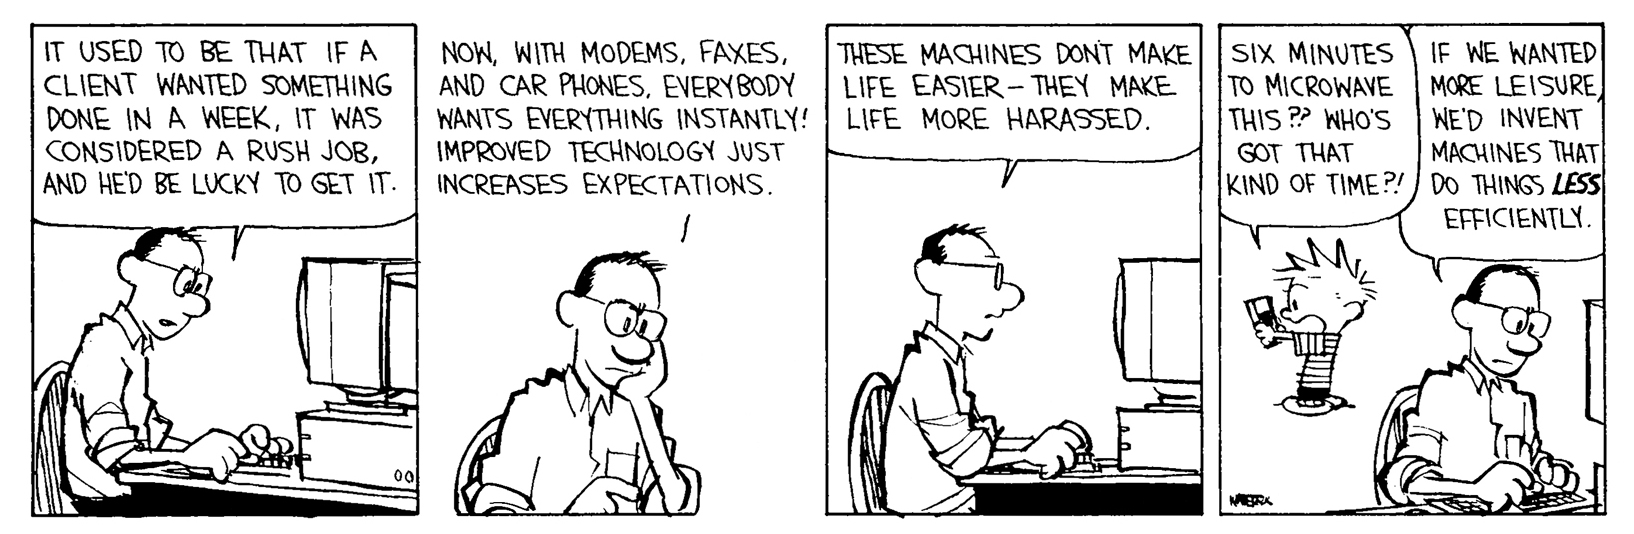 IT USED TO BE THAT IF A
CLIENT WANTED SOMETHING
DONE IN A WEEK, IT WAS
CONSIDERED A RUSH JOB,
AND HE'D BE LUCKY TO GET IT.
NOW, WITH MODEMS, FAXES,
AND CAR PHONES, EVERYBODY
WANTS EVERYTHING INSTANTLY!
IMPROVED TECHNOLOGY JUST
INCREASES EXPECTATIONS.
THESE MACHINES DON'T MAKE
LIFE EASIER – THEY MAKE
LIFE MORE HARASSED.
SIX MINUTES
TO MICROWAVE
THIS?? WHO'S
GOT THAT
KIND OF TIME?!
IF WE WANTED
MORE LEISURE,
WE'D INVENT
MACHINES THAT
DO THINGS LESS
EFFICIENTLY.